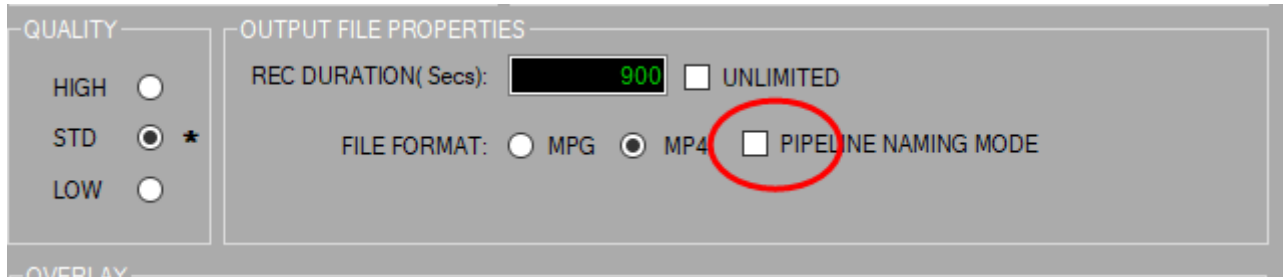 QUALITY
HIGH
STD *
LOW
OUTPUT FILE PROPERTIES
REC DURATION( Secs): 900 UNLIMITED
FILE FORMAT: MPG MP4 PIPELINE NAMING MODE
OVERLAY